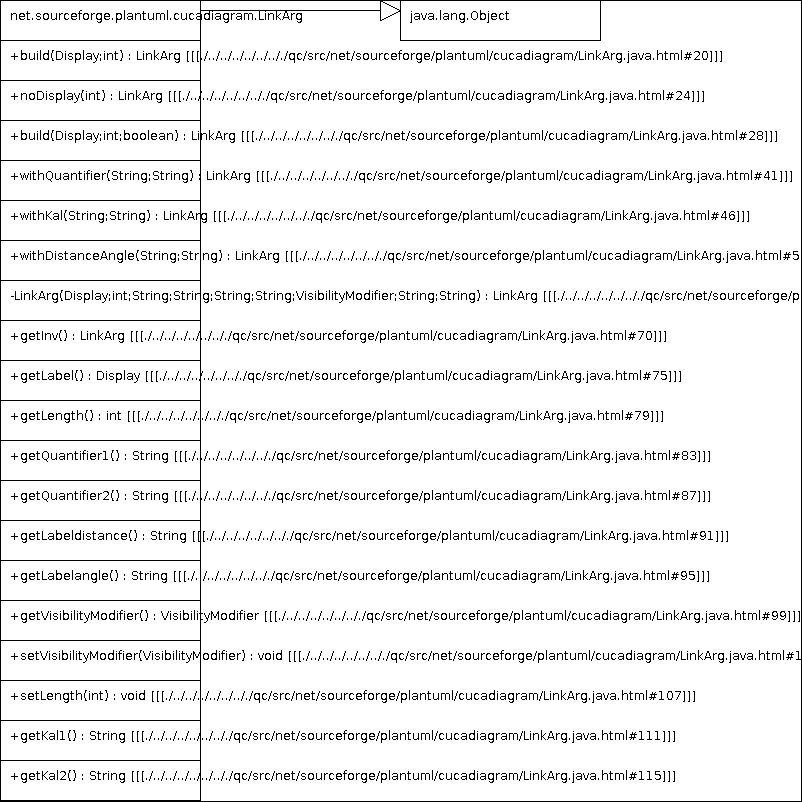 net.sourceforge.plantuml.cucadiagram.LinkArg
java.lang.Object
+build(Display;int) : LinkArg [[[./../../../../../../../qc/src/net/sourceforge/plantuml/cucadiagram/LinkArg.java.html#20]]]
+noDisplay(int) : LinkArg [[[./../../../../../../../qc/src/net/sourceforge/plantuml/cucadiagram/LinkArg.java.html#24]]]
+build(Display;int;boolean) : LinkArg [[[./../../../../../../../qc/src/net/sourceforge/plantuml/cucadiagram/LinkArg.java.html#28]]]
+withQuantifier(String;String) : LinkArg [[[./../../../../../../../qc/src/net/sourceforge/plantuml/cucadiagram/LinkArg.java.html#41]]]
+withKal(String;String) : LinkArg [[[./../../../../../../../qc/src/net/sourceforge/plantuml/cucadiagram/LinkArg.java.html#46]]]
+withDistanceAngle(String;String) : LinkArg [[[./../../../../../../../qc/src/net/sourceforge/plantuml/cucadiagram/LinkArg.java.html#5
-LinkArg(Display;int;String;String;String;String;VisibilityModifier;String;String) : LinkArg [[[./../../../../../../../qc/src/net/sourceforge/p
+getInv() : LinkArg [[[./../../../../../../../qc/src/net/sourceforge/plantuml/cucadiagram/LinkArg.java.html#70]]]
+getLabel() : Display [[[./../../../../../../../qc/src/net/sourceforge/plantuml/cucadiagram/LinkArg.java.html#75]]]
+getLength() : int [[[./../../../../../../../qc/src/net/sourceforge/plantuml/cucadiagram/LinkArg.java.html#79]]]
+getQuantifier1() : String [[[./../../../../../../../qc/src/net/sourceforge/plantuml/cucadiagram/LinkArg.java.html#83]]]
+getQuantifier2() : String [[[./../../../../../../../qc/src/net/sourceforge/plantuml/cucadiagram/LinkArg.java.html#87]]]
+getLabeldistance() : String [[[./../../../../../../../qc/src/net/sourceforge/plantuml/cucadiagram/LinkArg.java.html#91]]]
+getLabelangle() : String [[[./../../../../../../../qc/src/net/sourceforge/plantuml/cucadiagram/LinkArg.java.html#95]]]
+getVisibilityModifier() : VisibilityModifier [[[./../../../../../../../qc/src/net/sourceforge/plantuml/cucadiagram/LinkArg.java.html#99]]]
+setVisibilityModifier(VisibilityModifier) : void [[[./../../../../../../../qc/src/net/sourceforge/plantuml/cucadiagram/LinkArg.java.html#1
+setLength(int) : void [[[./../../../../../../../qc/src/net/sourceforge/plantuml/cucadiagram/LinkArg.java.html#107]]]
+getKal1() : String [[[./../../../../../../../qc/src/net/sourceforge/plantuml/cucadiagram/LinkArg.java.html#111]]]
+getKal2() : String [[[./../../../../../../../qc/src/net/sourceforge/plantuml/cucadiagram/LinkArg.java.html#115]]]